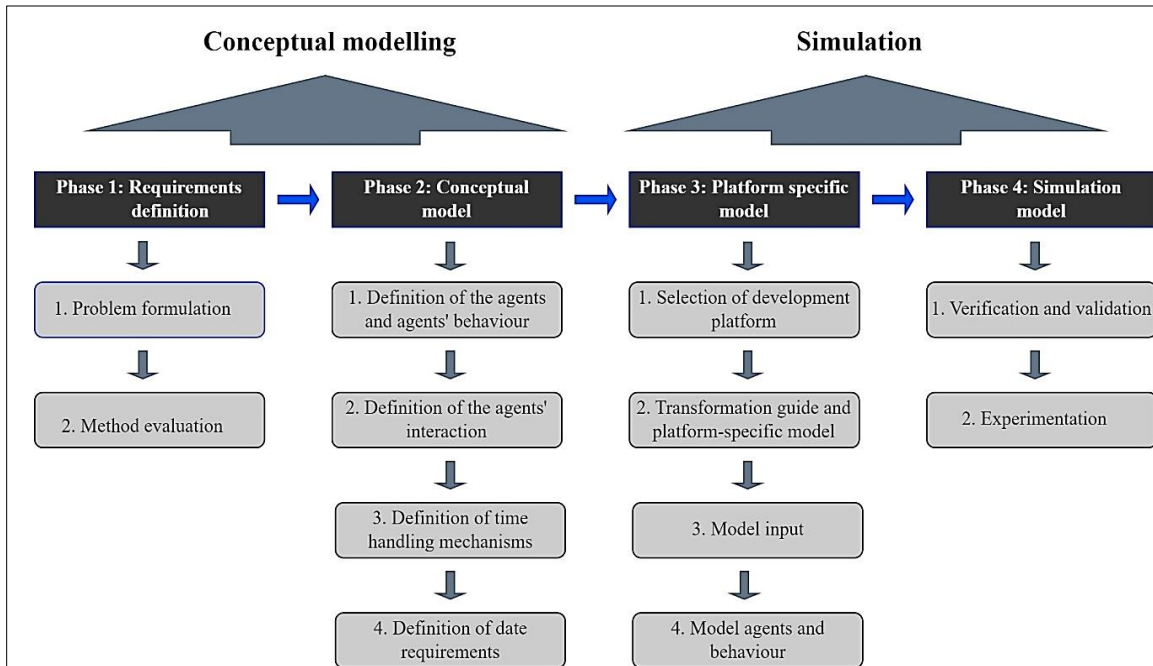 Conceptual modelling
Simulation
Phase 1: Requirements
definition
Phase 2: Conceptual
model
Phase 3: Platform specific
model
Phase 4: Simulation
model
1. Problem formulation
2. Method evaluation
1. Definition of the agents
and agents' behaviour
2. Definition of the agents'
interaction
3. Definition of time
handling mechanisms
4. Definition of date
requirements
1. Selection of development
platform
2. Transformation guide and
platform-specific model
3. Model input
4. Model agents and
behaviour
1. Verification and validation
2. Experimentation